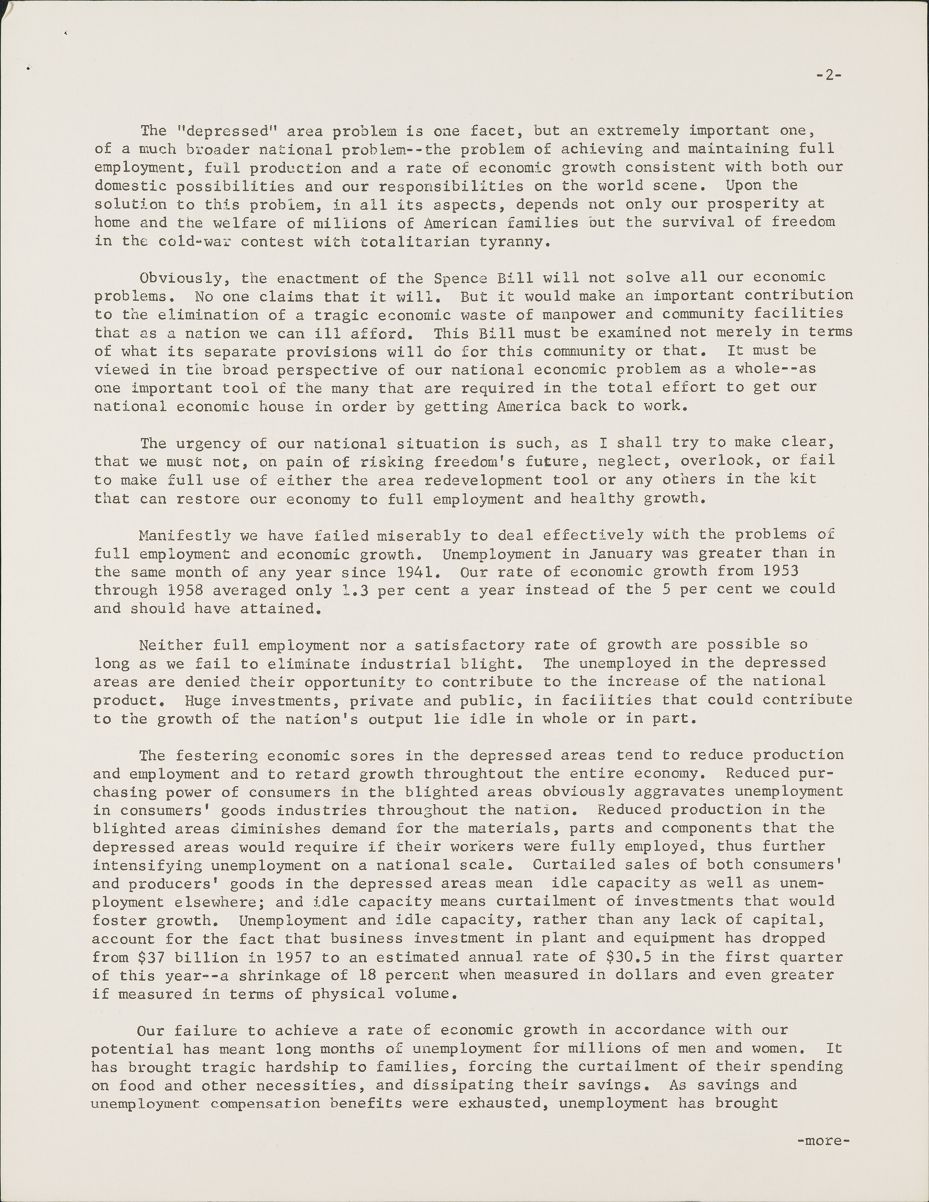 -2-
The "depressed" area problem is one facet, but an extremely important one,
of a much broader national problem--the problem of achieving and maintaining full
employment, full production and a rate of economic growth consistent with both our
domestic possibilities and our responsibilities on the world scene. Upon the
solution to this problem, in all its aspects, depends not only our prosperity at
home and the welfare of millions of American families but the survival of freedom
in the cold-war contest with totalitarian tyranny.
Obviously, the enactment of the Spence Bill will not solve all our economic
problems. No one claims that it will. But it would make an important contribution
to the elimination of a tragic economic waste of manpower and community facilities
that as a nation we can ill afford. This Bill must be examined not merely in terms
of what its separate provisions will do for this community or that. It must be
viewed in the broad perspective of our national economic problem as a whole--as
one important tool of the many that are required in the total effort to get our
national economic house in order by getting America back to work.
The urgency of our national situation is such, as I shall try to make clear,
that we must not, on pain of risking freedom's future, neglect, overlook, or fail
to make full use of either the area redevelopment tool or any others in the kit
that can restore our economy to full employment and healthy growth.
Manifestly we have failed miserably to deal effectively with the problems of
full employment and economic growth. Unemployment in January was greater than in
the same month of any year since 1941. Our rate of economic growth from 1953
through 1958 averaged only 1.3 per cent a year instead of the 5 per cent we could
and should have attained.
Neither full employment nor a satisfactory rate of growth are possible so
long as we fail to eliminate industrial blight. The unemployed in the depressed
areas are denied their opportunity to contribute to the increase of the national
product. Huge investments, private and public, in facilities that could contribute
to the growth of the nation's output lie idle in whole or in part.
The festering economic sores in the depressed areas tend to reduce production
and employment and to retard growth throughtout the entire economy. Reduced pur-
chasing power of consumers in the blighted areas obviously aggravates unemployment
in consumers' goods industries throughout the nation. Reduced production in the
blighted areas diminishes demand for the materials, parts and components that the
depressed areas would require if their workers were fully employed, thus further
intensifying unemployment on a national scale. Curtailed sales of both consumers'
and producers' goods in the depressed areas mean idle capacity as well as unem-
ployment elsewhere; and idle capacity means curtailment of investments that would
foster growth. Unemployment and idle capacity, rather than any lack of capital,
account for the fact that business investment in plant and equipment has dropped
from $37 billion in 1957 to an estimated annual rate of $30.5 in the first quarter
of this year--a shrinkage of 18 percent when measured in dollars and even greater
if measured in terms of physical volume.
Our failure to achieve a rate of economic growth in accordance with our
potential has meant long months of unemployment for millions of men and women. It
has brought tragic hardship to families, forcing the curtailment of their spending
on food and other necessities, and dissipating their savings. As savings and
unemployment compensation benefits were exhausted, unemployment has brought
-more-